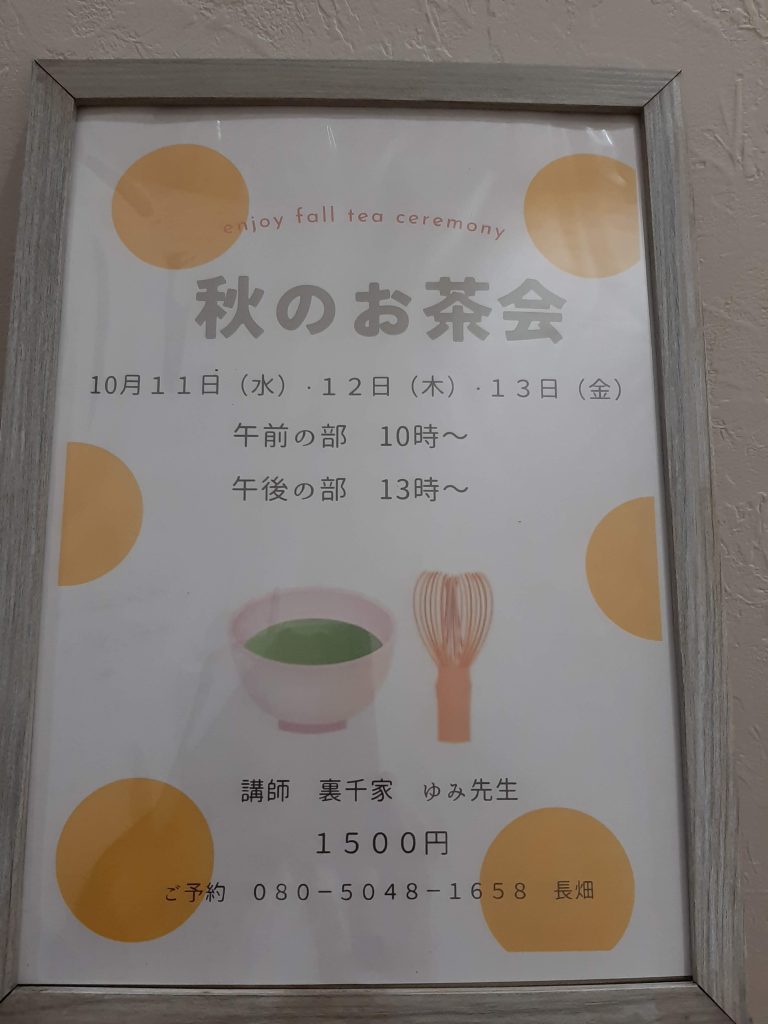 enjoy fall tea ceremony
秋のお茶会
10月１１日（水）・１２日（木）・１３日（金）
午前の部　10時～
午後の部　13時～
講師　裏千家　ゆみ先生
１５００円
ご予約　０８０－５０４８－１６５８　長畑